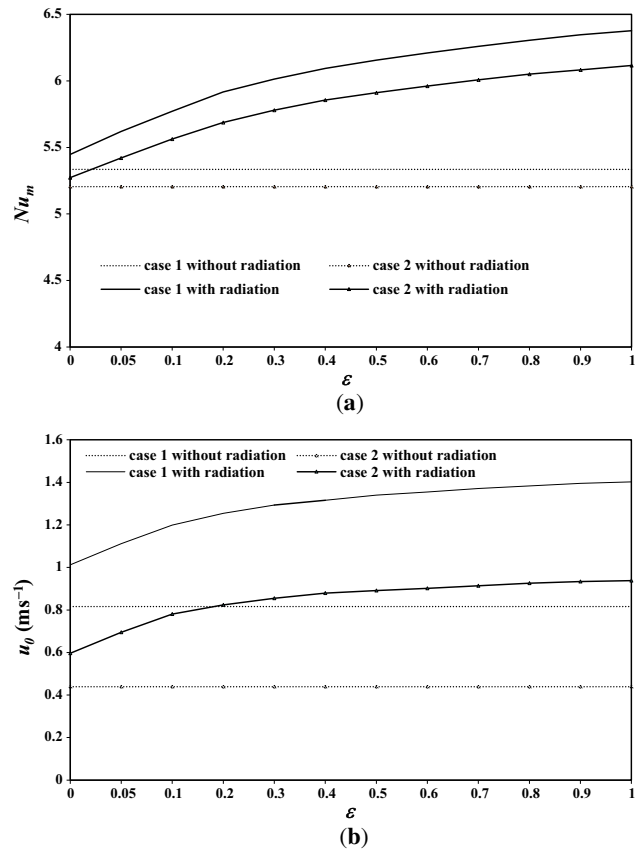 6.5
6
5.5
5
4.5
4
Nu_m
case 1 without radiation
case 2 without radiation
case 1 with radiation
case 2 with radiation
0 0.05 0.1 0.2 0.3 0.4 0.5 0.6 0.7 0.8 0.9 1
ε
(a)
1.6
1.4
1.2
1
0.8
0.6
0.4
0.2
0
u_0 (ms⁻¹)
case 1 without radiation
case 2 without radiation
case 1 with radiation
case 2 with radiation
0 0.05 0.1 0.2 0.3 0.4 0.5 0.6 0.7 0.8 0.9 1
ε
(b)